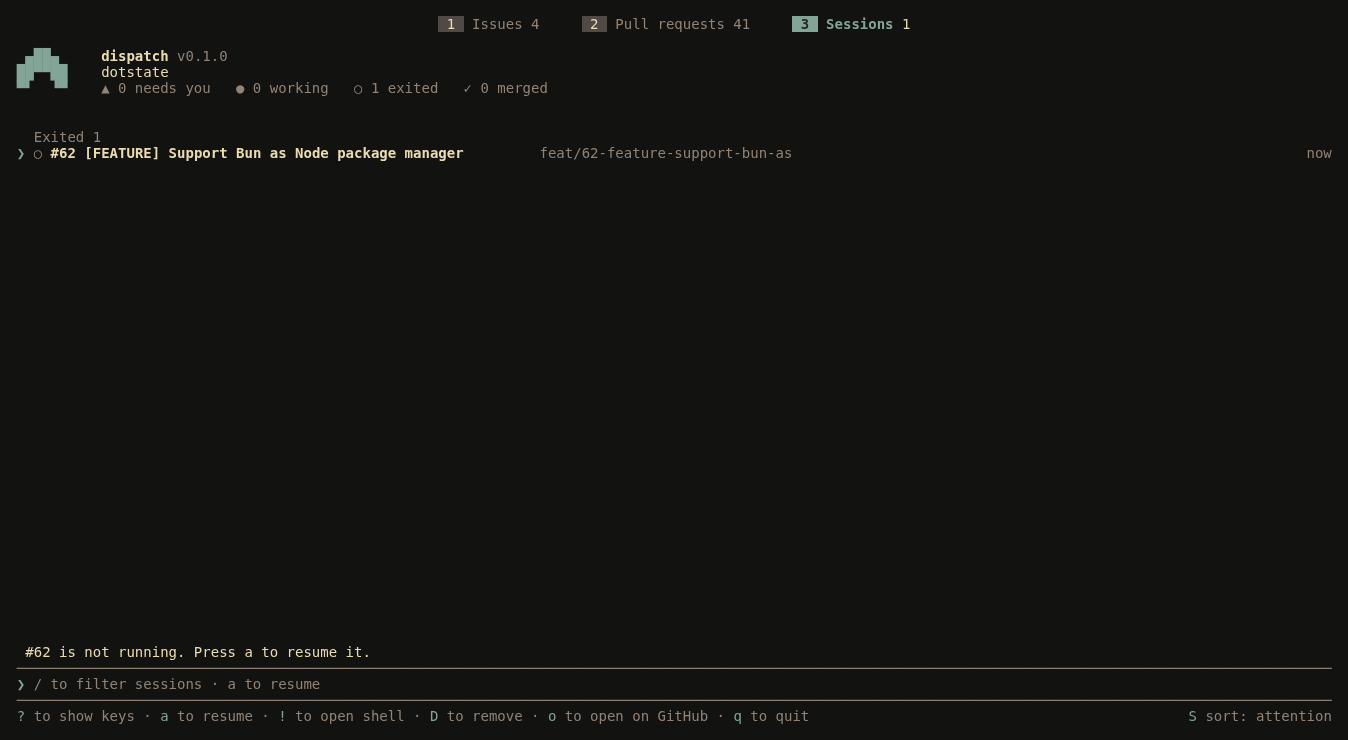 1 Issues 4 2 Pull requests 41 3 Sessions 1
dispatch v0.1.0
dotstate
▲ 0 needs you ● 0 working ○ 1 exited ✓ 0 merged
Exited 1
❯ ○ #62 [FEATURE] Support Bun as Node package manager feat/62-feature-support-bun-as now
#62 is not running. Press a to resume it.
❯ / to filter sessions · a to resume
? to show keys · a to resume · ! to open shell · D to remove · o to open on GitHub · q to quit S sort: attention